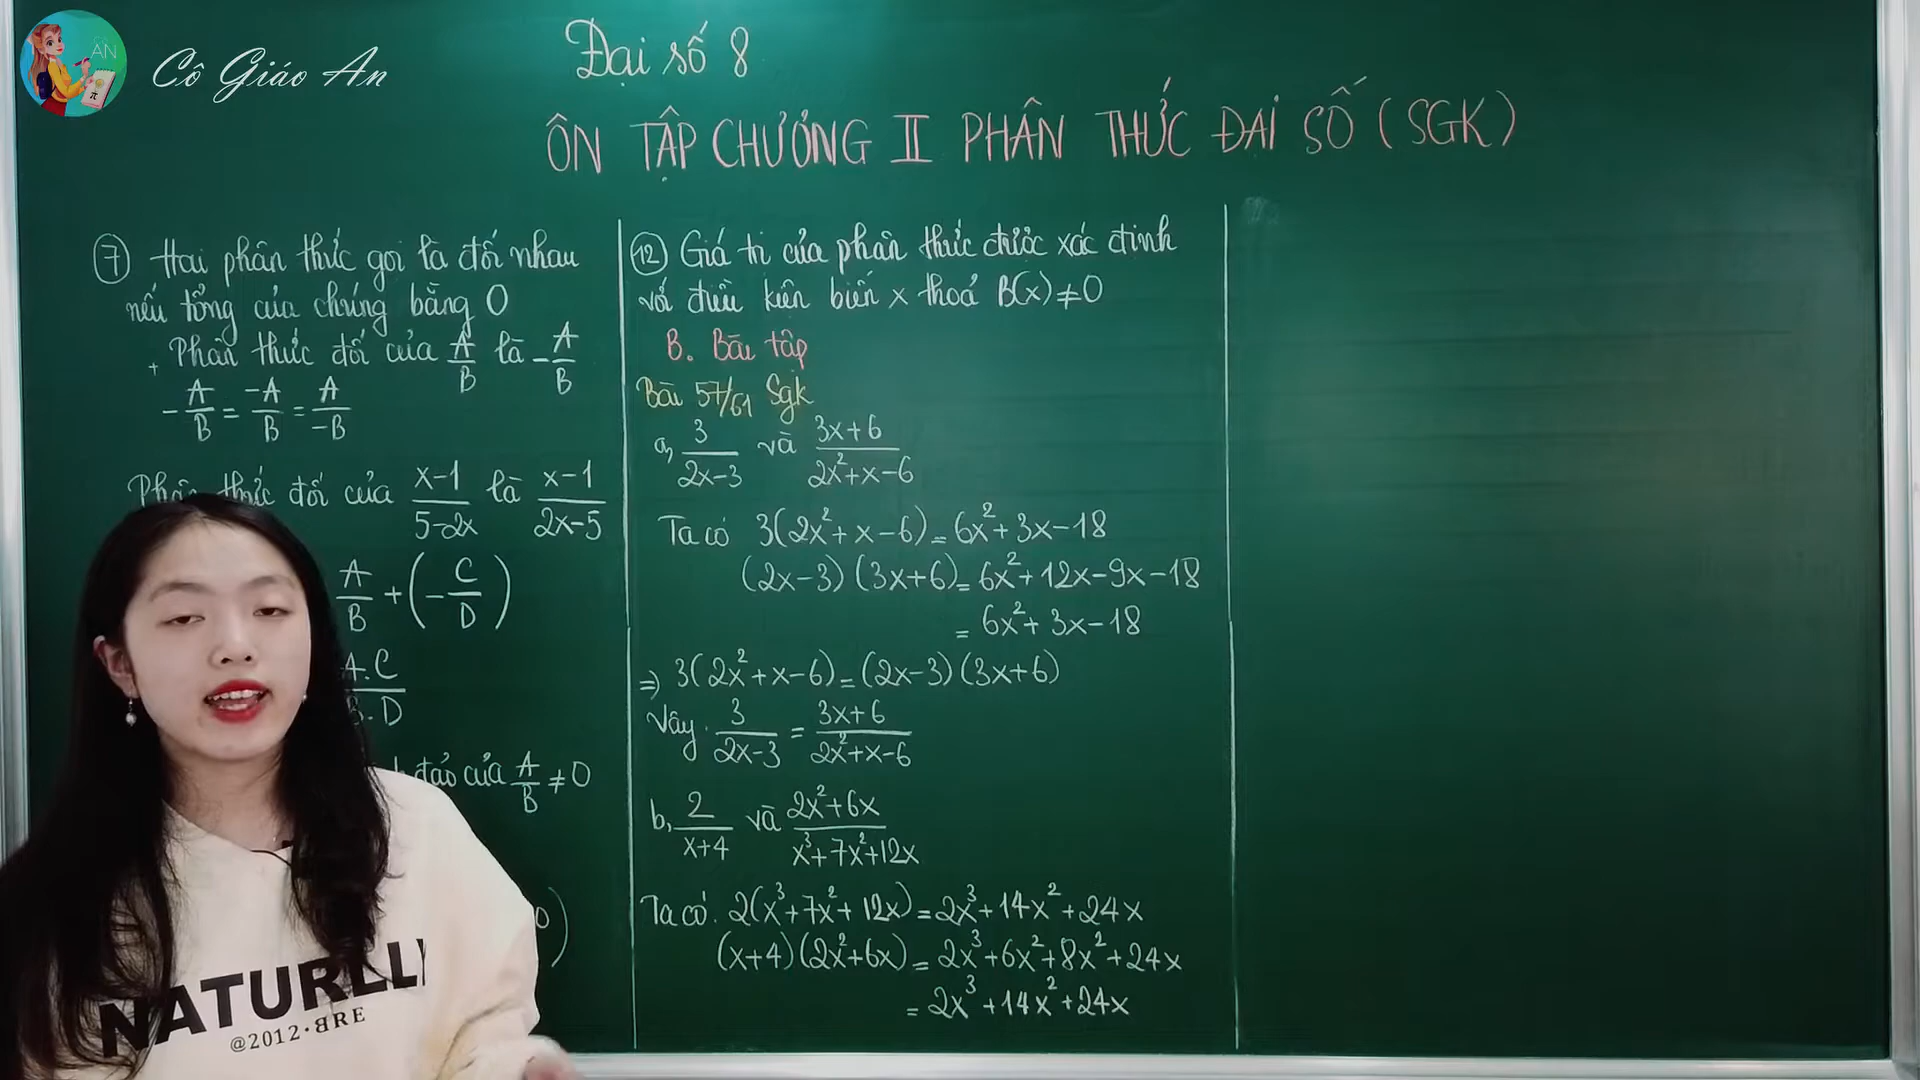 ÂN
Cô Giáo An
Đại số 8
ÔN TẬP CHƯƠNG II PHÂN THỨC ĐẠI SỐ (SGK)
⑦ Hai phân thức gọi là đối nhau
nếu tổng của chúng bằng 0
+ Phân thức đối của A/B là -A/B
-A/B = -A/B = A/-B
Phân thức đối của x-1/5-2x là x-1/2x-5
A/B + (-C/D)
A.C/B.D
đảo của A/B ≠ 0
0)
⑫ Giá trị của phân thức được xác định
với điều kiện biến x thoả B(x) ≠ 0
B. Bài tập
Bài 57/61 Sgk
a, 3/2x-3 và 3x+6/2x²+x-6
Ta có 3(2x²+x-6) = 6x²+3x-18
(2x-3)(3x+6) = 6x²+12x-9x-18
= 6x²+3x-18
=> 3(2x²+x-6) = (2x-3)(3x+6)
Vậy 3/2x-3 = 3x+6/2x²+x-6
b, 2/x+4 và 2x²+6x/x³+7x²+12x
Ta có. 2(x³+7x²+12x) = 2x³+14x²+24x
(x+4)(2x²+6x) = 2x³+6x²+8x²+24x
= 2x³+14x²+24x
NATURLL
@2012·BRE